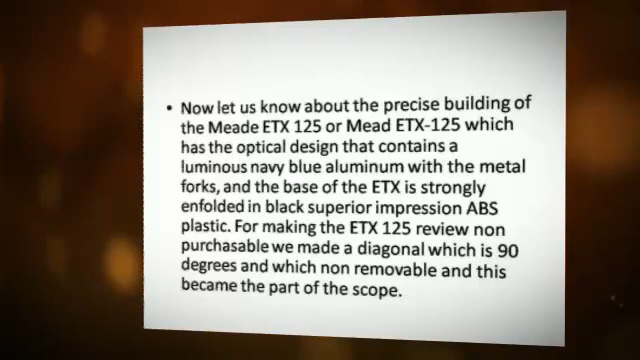 • Now let us know about the precise building of
the Meade ETX 125 or Mead ETX-125 which
has the optical design that contains a
luminous navy blue aluminum with the metal
forks, and the base of the ETX is strongly
enfolded in black superior impression ABS
plastic. For making the ETX 125 review non
purchasable we made a diagonal which is 90
degrees and which non removable and this
became the part of the scope.